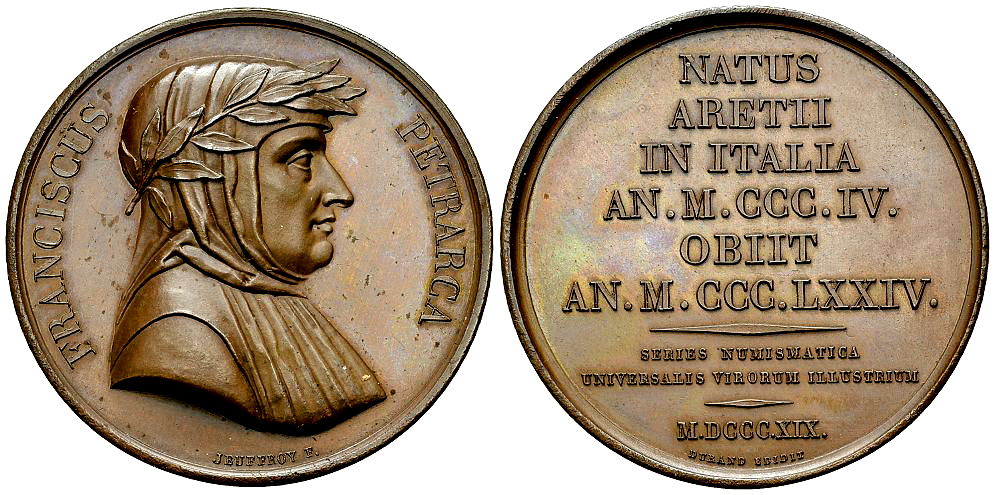 FRANCISCUS
PETRARCA
JEUFFROY F.
NATUS
ARETII
IN ITALIA
AN. M. CCC. IV.
OBIIT
AN. M. CCC. LXXIV.
SERIES NUMISMATICA
UNIVERSALIS VIRORUM ILLUSTRIUM
M. DCCC. XIX.
DURAND EDIDIT